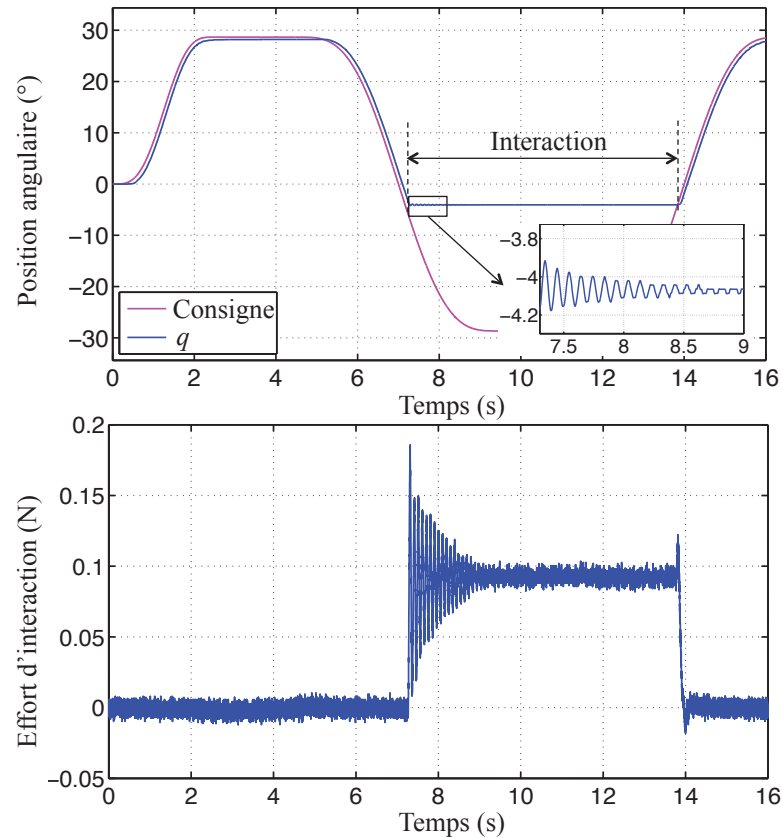 30
20
10
0
−10
−20
−30
Position angulaire (°)
Interaction
Consigne
q
−3.8
−4
−4.2
7.5 8 8.5 9
0 2 4 6 8 10 12 14 16
Temps (s)
0.2
0.15
0.1
0.05
0
−0.05
Effort d'interaction (N)
0 2 4 6 8 10 12 14 16
Temps (s)